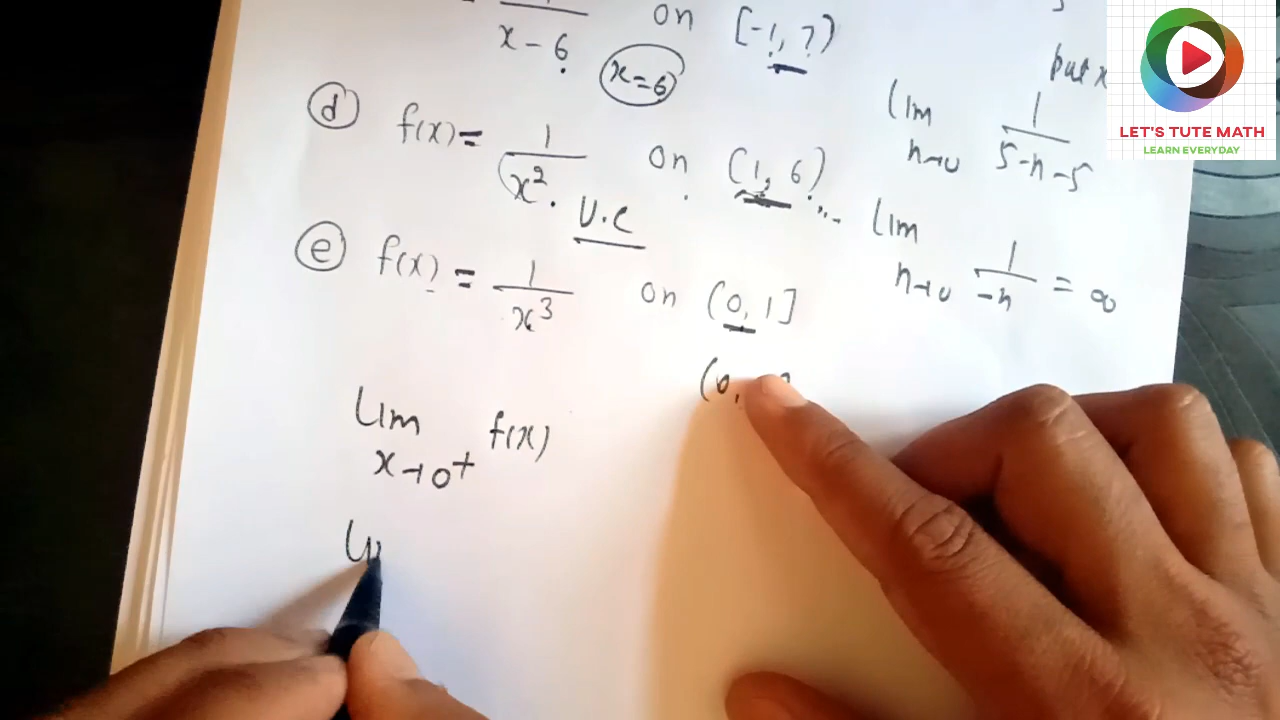 x - 6 on [-1, 7)
x=6
ⓓ f(x) = 1/x² . on (1, 6)
U.C
ⓔ f(x) = 1/x³ on (0, 1]
(0,
Lim x→0⁺ f(x)
put x
Lim h→0 1/5-h-5
Lim h→0 1/-h = ∞
LET'S TUTE MATH
LEARN EVERYDAY